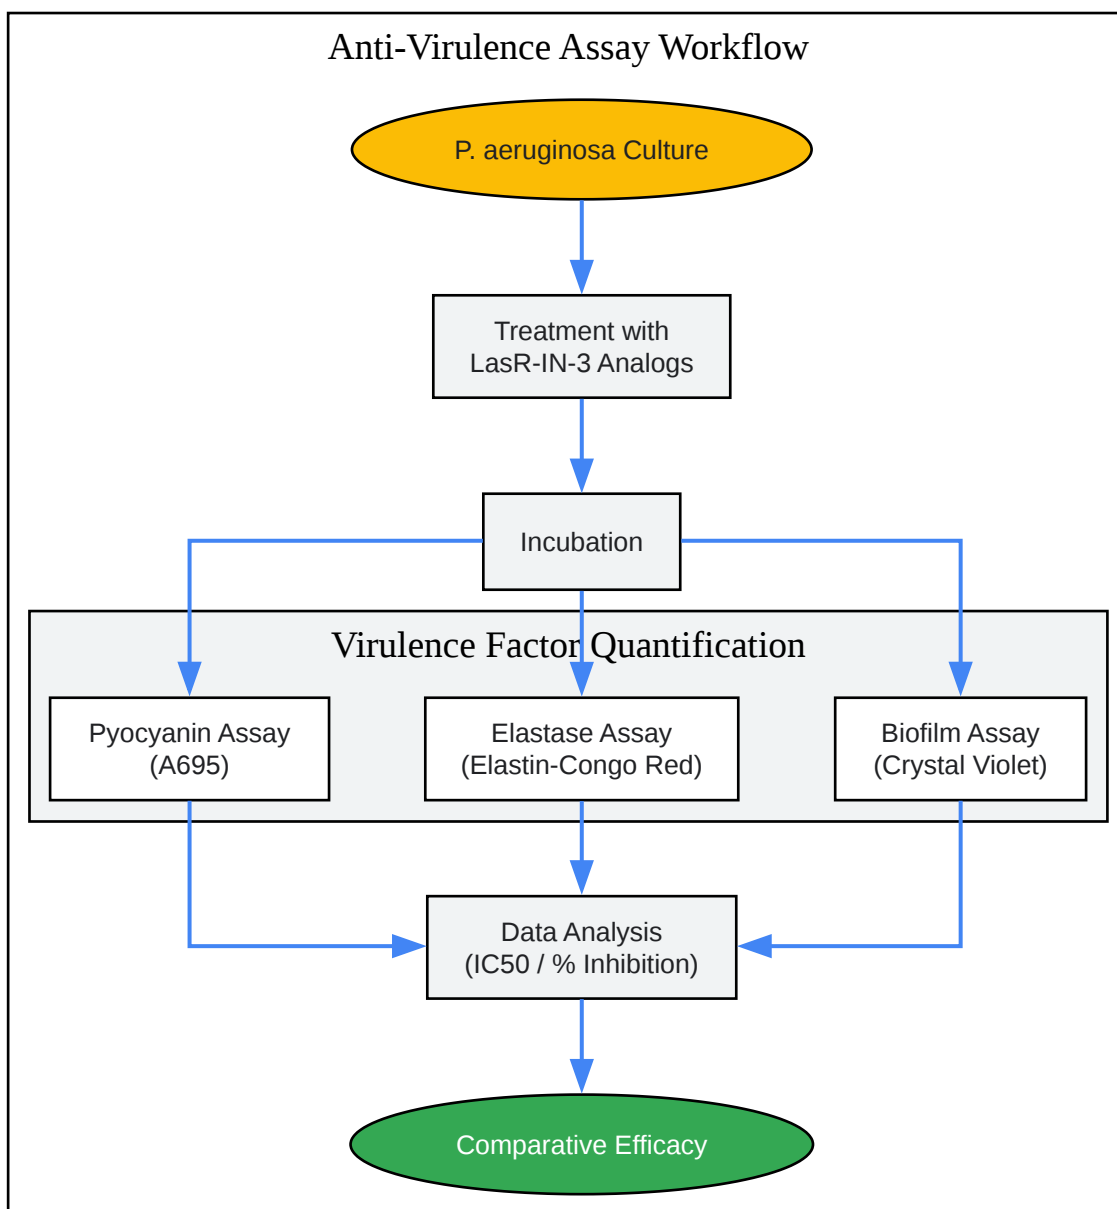 Anti-Virulence Assay Workflow
P. aeruginosa Culture
Treatment with
LasR-IN-3 Analogs
Incubation
Virulence Factor Quantification
Pyocyanin Assay
(A695)
Elastase Assay
(Elastin-Congo Red)
Biofilm Assay
(Crystal Violet)
Data Analysis
(IC50 / % Inhibition)
Comparative Efficacy